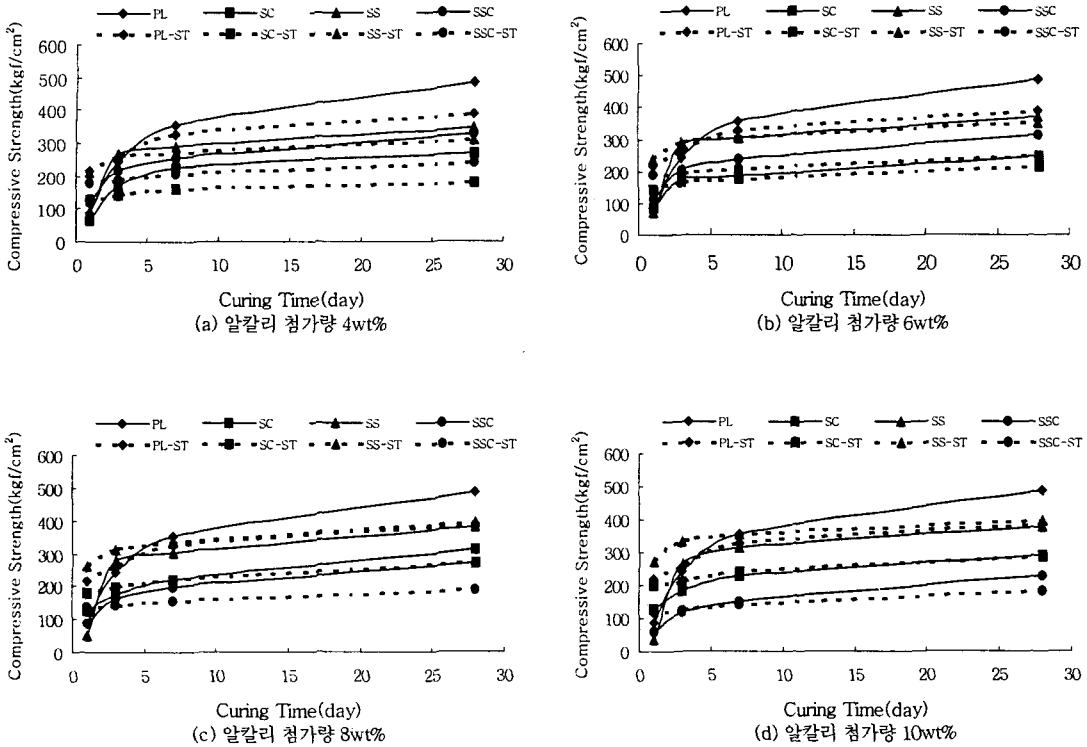 PL SC SS SSC
PL-ST SC-ST SS-ST SSC-ST
Compressive Strength(kgf/cm²)
600
500
400
300
200
100
0
0 5 10 15 20 25 30
Curing Time(day)
(a) 알칼리 첨가량 4wt%
PL SC SS SSC
PL-ST SC-ST SS-ST SSC-ST
Compressive Strength(kgf/cm²)
600
500
400
300
200
100
0
0 5 10 15 20 25 30
Curing Time(day)
(b) 알칼리 첨가량 6wt%
PL SC SS SSC
PL-ST SC-ST SS-ST SSC-ST
Compressive Strength(kgf/cm²)
600
500
400
300
200
100
0
0 5 10 15 20 25 30
Curing Time(day)
(c) 알칼리 첨가량 8wt%
PL SC SS SSC
PL-ST SC-ST SS-ST SSC-ST
Compressive Strength(kgf/cm²)
600
500
400
300
200
100
0
0 5 10 15 20 25 30
Curing Time(day)
(d) 알칼리 첨가량 10wt%